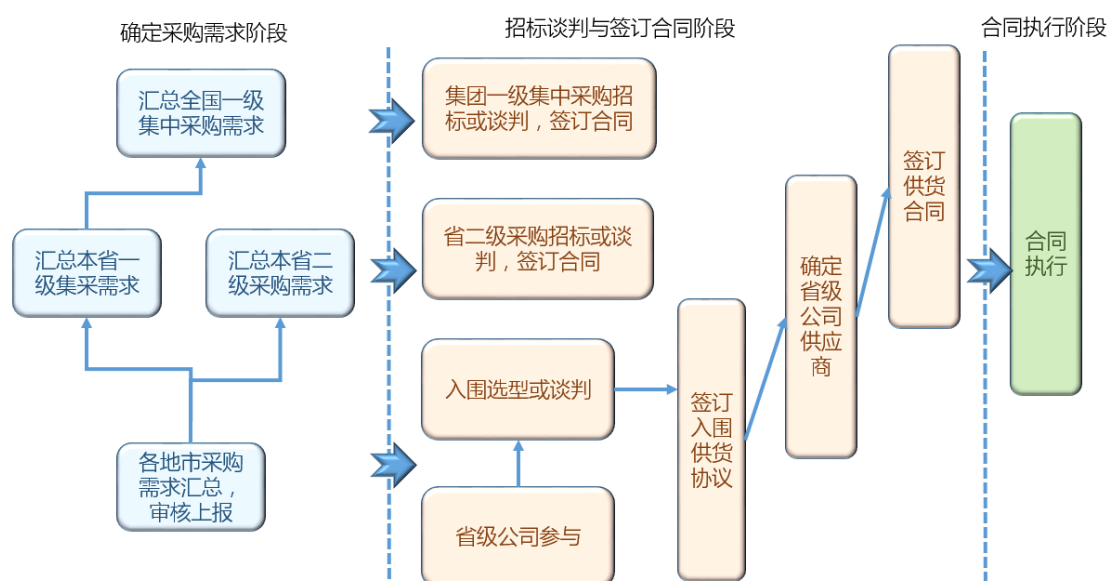 确定采购需求阶段
招标谈判与签订合同阶段
合同执行阶段
汇总全国一级
集中采购需求
汇总本省一
级集采需求
汇总本省二
级采购需求
各地市采购
需求汇总，
审核上报
集团一级集中采购招
标或谈判，签订合同
省二级采购招标或谈
判，签订合同
入围选型或谈判
省级公司参与
签订
入围
供货
协议
确定
省级
公司
供应
商
签订
供货
合同
合同
执行